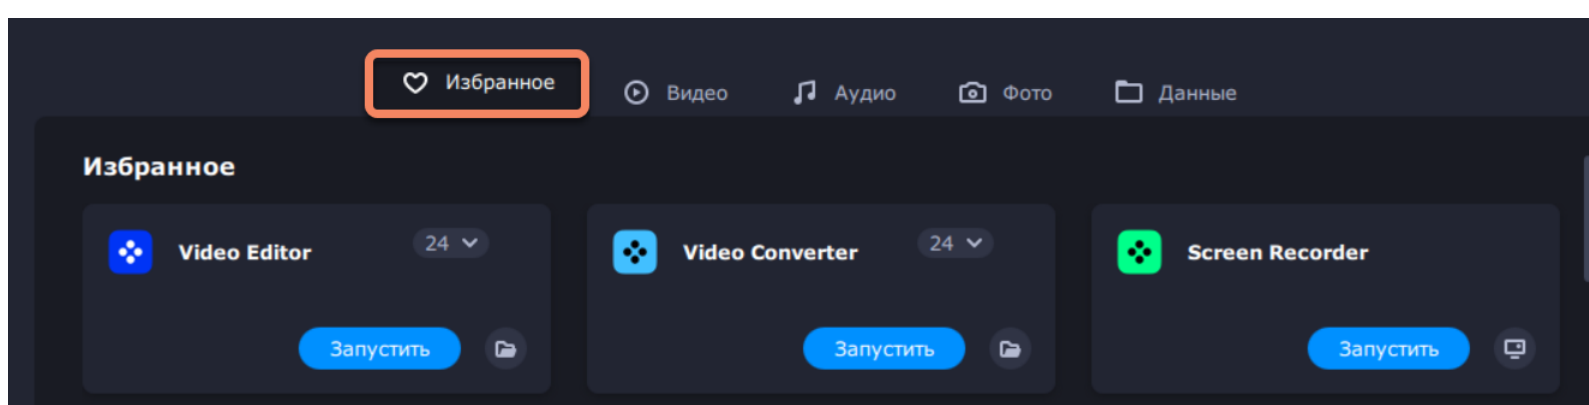 Избранное Видео Аудио Фото Данные
Избранное
Video Editor 24 Video Converter 24 Screen Recorder
Запустить Запустить Запустить